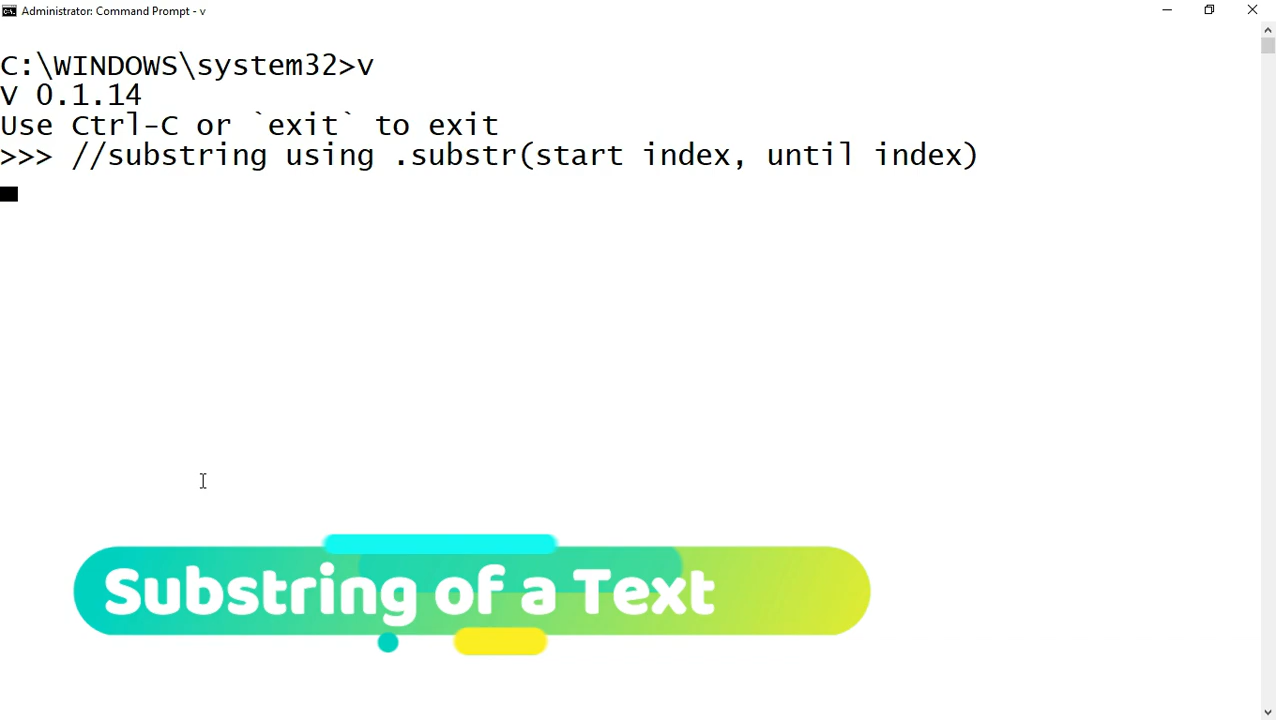 Administrator: Command Prompt - v
C:\WINDOWS\system32>v
V 0.1.14
Use Ctrl-C or `exit` to exit
>>> //substring using .substr(start index, until index)
Substring of a Text